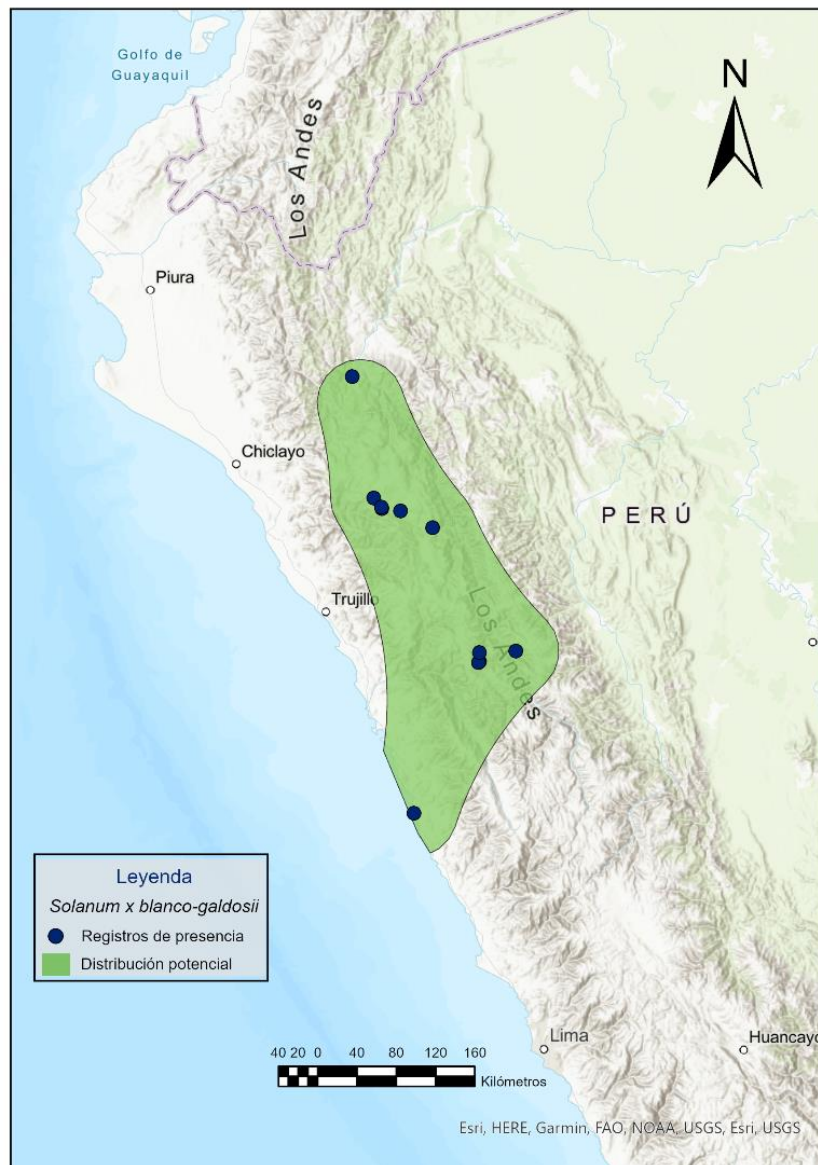 Golfo de
Guayaquil
N
Los Andes
Piura
Chiclayo
PERÚ
Trujillo
Los Andes
Leyenda
Solanum x blanco-galdosii
Registros de presencia
Distribución potencial
40 20 0 40 80 120 160
Kilómetros
Lima
Huancayo
Esri, HERE, Garmin, FAO, NOAA, USGS, Esri, USGS